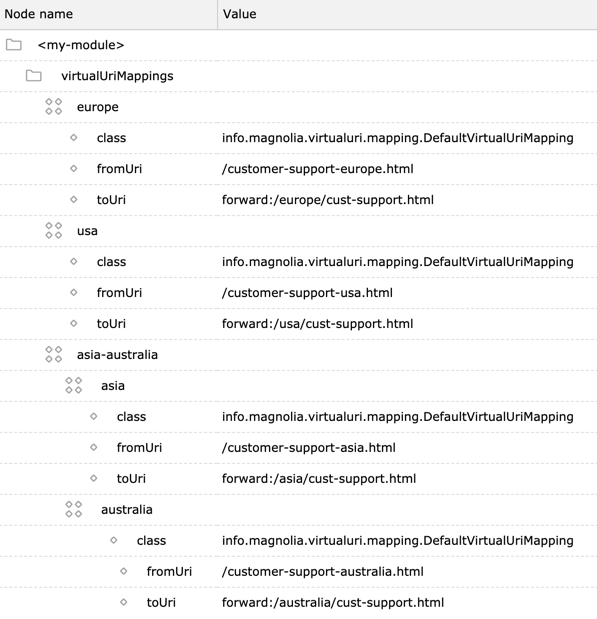 Node name Value
<my-module>
virtualUriMappings
europe
class info.magnolia.virtualuri.mapping.DefaultVirtualUriMapping
fromUri /customer-support-europe.html
toUri forward:/europe/cust-support.html
usa
class info.magnolia.virtualuri.mapping.DefaultVirtualUriMapping
fromUri /customer-support-usa.html
toUri forward:/usa/cust-support.html
asia-australia
asia
class info.magnolia.virtualuri.mapping.DefaultVirtualUriMapping
fromUri /customer-support-asia.html
toUri forward:/asia/cust-support.html
australia
class info.magnolia.virtualuri.mapping.DefaultVirtualUriMapping
fromUri /customer-support-australia.html
toUri forward:/australia/cust-support.html